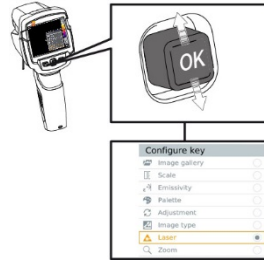 OK
Configure key
Image gallery
Scale
Emissivity
Palette
Adjustment
Image type
Laser
Zoom